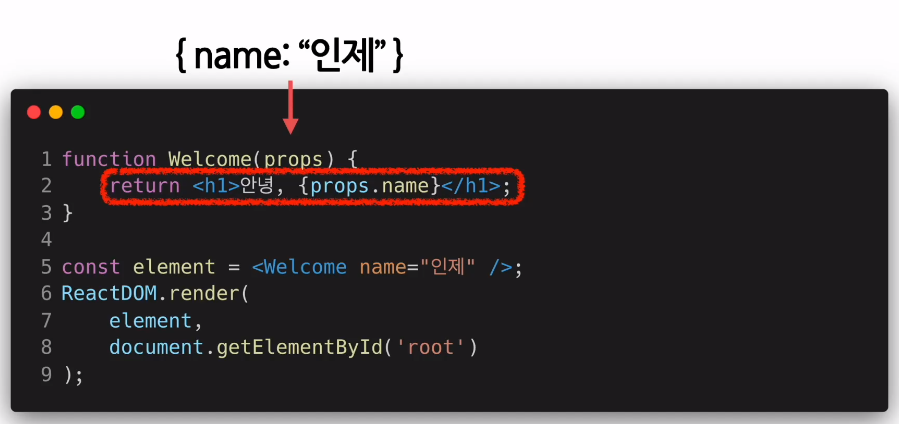 { name: “인제” }
1 function Welcome(props) {
2     return <h1>안녕, {props.name}</h1>;
3 }
4
5 const element = <Welcome name="인제" />;
6 ReactDOM.render(
7     element,
8     document.getElementById('root')
9 );